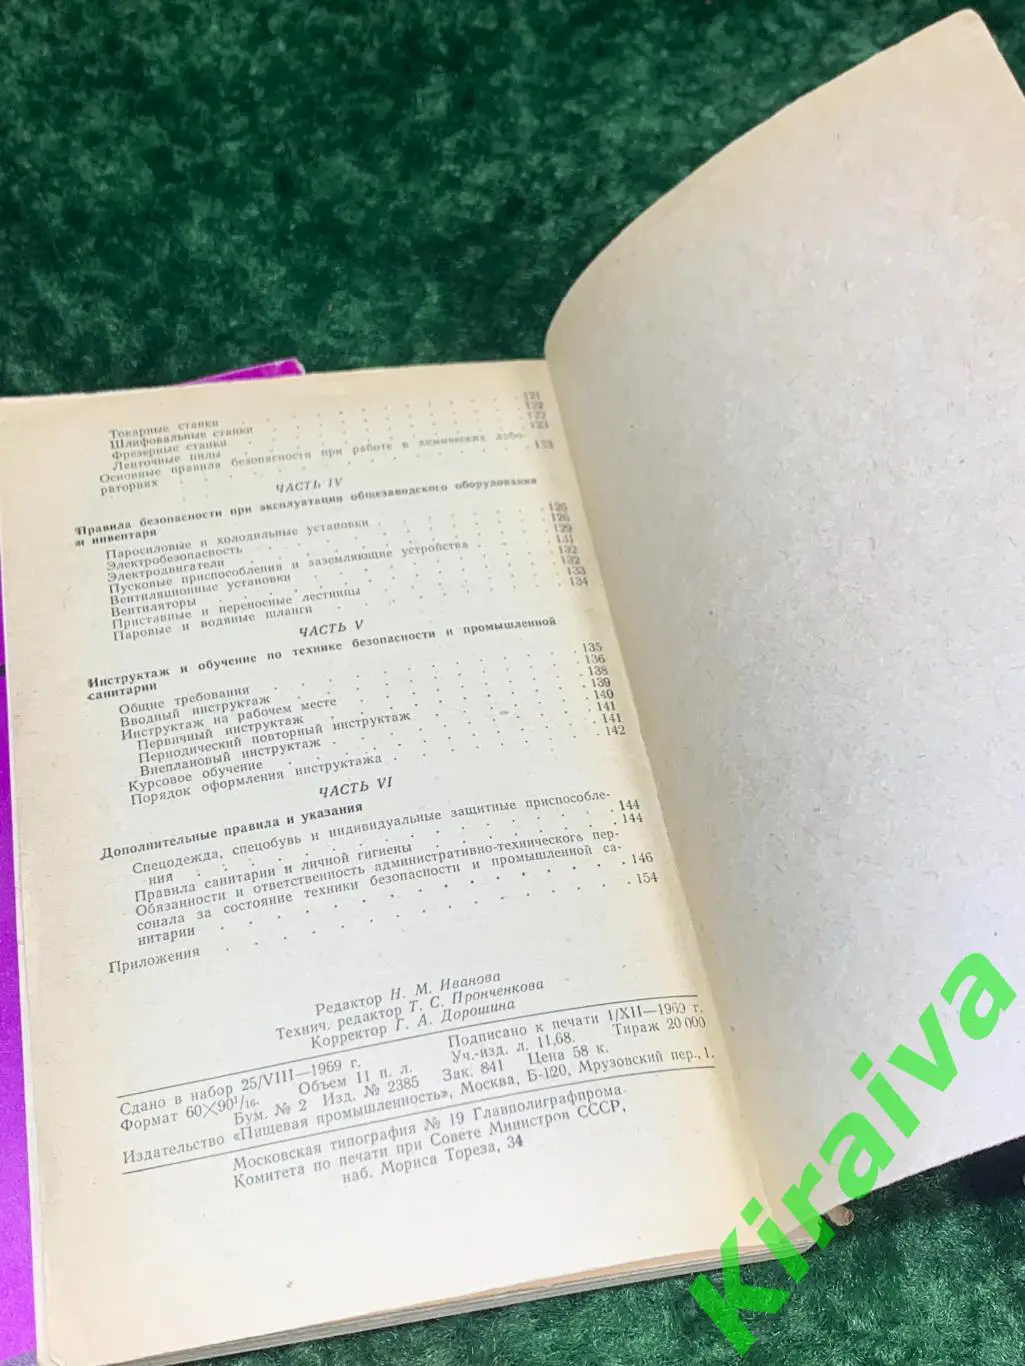 Токарные станки . . . . . . . . 121
Шлифовальные станки . . . . . . . . 122
Фрезерные станки . . . . . . . . 122
Ленточные пилы . . . . . . . . 123
Основные правила безопасности при работе в химических лабо-
раториях . . . . . . . . 123
ЧАСТЬ IV
Правила безопасности при эксплуатации общезаводского оборудования
и инвентаря
Паросиловые и холодильные установки . . . . . . . . 126
Электробезопасность . . . . . . . . 126
Электродвигатели . . . . . . . . 129
Пусковые приспособления и заземляющие устройства . . . . 131
Вентиляционные установки . . . . . . . . 132
Вентиляторы . . . . . . . . 132
Приставные и переносные лестницы . . . . . . . . 133
Паровые и водяные шланги . . . . . . . . 134
ЧАСТЬ V
Инструктаж и обучение по технике безопасности и промышленной
санитарии
Общие требования . . . . . . . . 135
Вводный инструктаж . . . . . . . . 136
Инструктаж на рабочем месте . . . . . . . . 138
Первичный инструктаж . . . . . . . . 139
Периодический повторный инструктаж . . . . . . . . 140
Внеплановый инструктаж . . . . . . . . 141
Курсовое обучение . . . . . . . . 141
Порядок оформления инструктажа . . . . . . . . 142
ЧАСТЬ VI
Дополнительные правила и указания
Спецодежда, спецобувь и индивидуальные защитные приспособле-
ния . . . . . . . . 144
Правила санитарии и личной гигиены . . . . . . . . 144
Обязанности и ответственность административно-технического пер-
сонала за состояние техники безопасности и промышленной са-
нитарии . . . . . . . . 146
Приложения . . . . . . . . 154
Редактор Н. М. Иванова
Технич. редактор Т. С. Пронченкова
Корректор Г. А. Дорошина
Сдано в набор 25/VIII—1969 г. Подписано к печати 1/XII—1969 г.
Формат 60×90¹/₁₆. Объем 11 п. л. Уч.-изд. л. 11,68. Тираж 20 000
Бум. № 2 Изд. № 2385 Зак. 841 Цена 58 к.
Издательство «Пищевая промышленность», Москва, Б-120, Мрузовский пер., 1.
Московская типография № 19 Главполиграфпрома.
Комитета по печати при Совете Министров СССР,
наб. Мориса Тореза, 34
Kiraiva